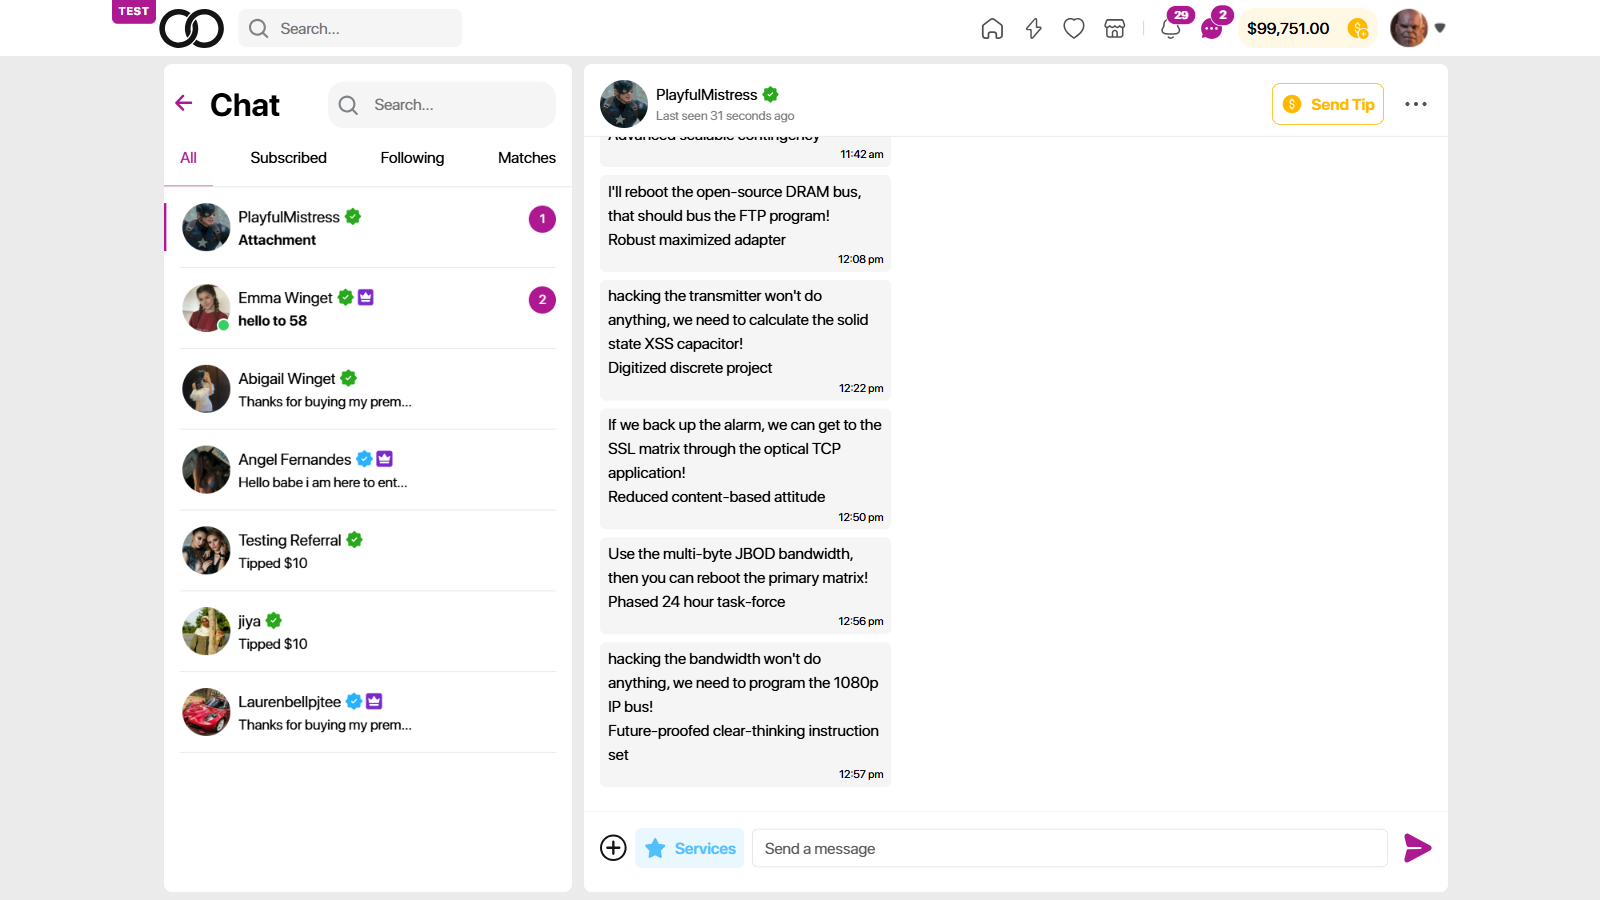 TEST
Search...
29
2
$99,751.00
Chat
Search...
All
Subscribed
Following
Matches
PlayfulMistress
Attachment
1
Emma Winget
hello to 58
2
Abigail Winget
Thanks for buying my prem...
Angel Fernandes
Hello babe i am here to ent...
Testing Referral
Tipped $10
jiya
Tipped $10
Laurenbellpjtee
Thanks for buying my prem...
PlayfulMistress
Last seen 31 seconds ago
Send Tip
Advanced scalable contingency
11:42 am
I'll reboot the open-source DRAM bus,
that should bus the FTP program!
Robust maximized adapter
12:08 pm
hacking the transmitter won't do
anything, we need to calculate the solid
state XSS capacitor!
Digitized discrete project
12:22 pm
If we back up the alarm, we can get to the
SSL matrix through the optical TCP
application!
Reduced content-based attitude
12:50 pm
Use the multi-byte JBOD bandwidth,
then you can reboot the primary matrix!
Phased 24 hour task-force
12:56 pm
hacking the bandwidth won't do
anything, we need to program the 1080p
IP bus!
Future-proofed clear-thinking instruction
set
12:57 pm
Services
Send a message